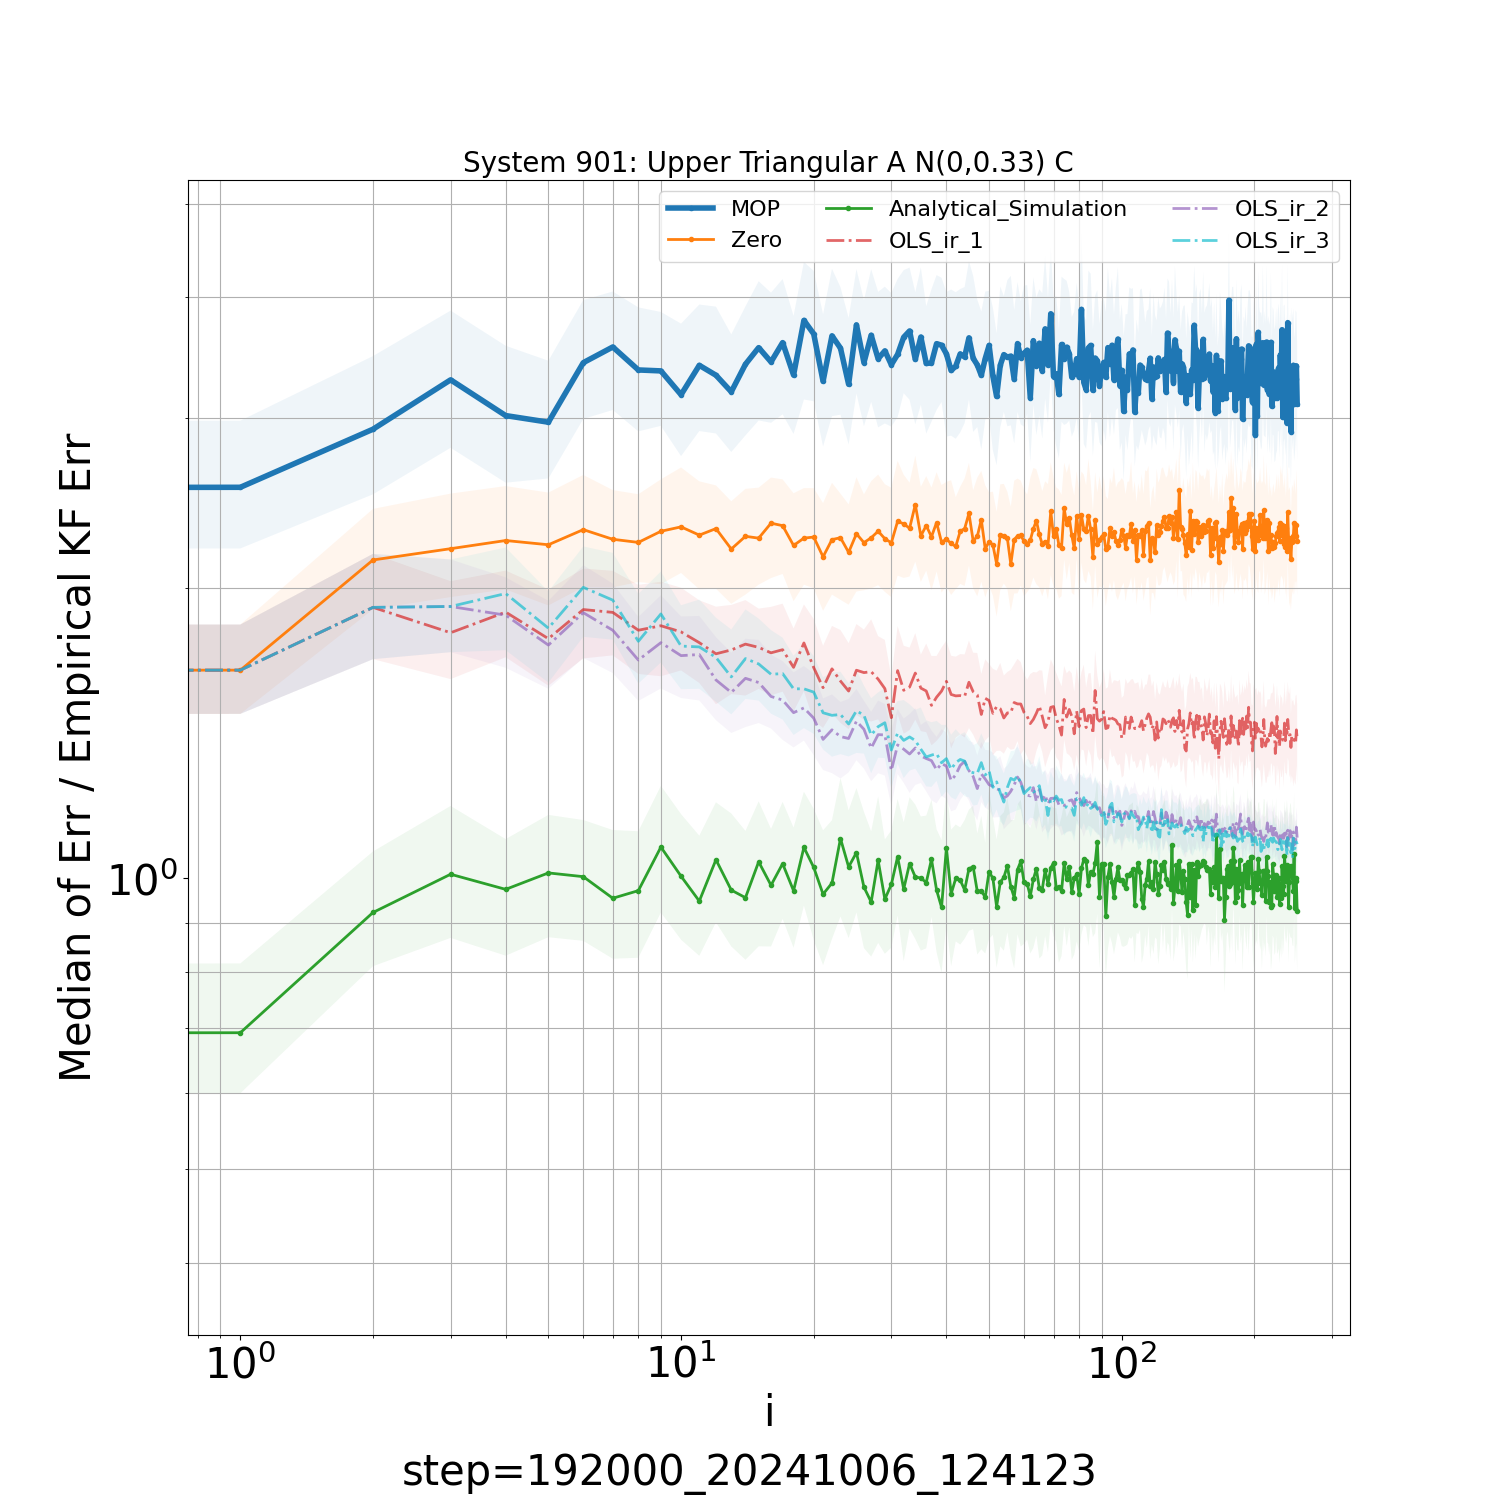 System 901: Upper Triangular A N(0,0.33) C
MOP
Zero
Analytical_Simulation
OLS_ir_1
OLS_ir_2
OLS_ir_3
Median of Err / Empirical KF Err
10⁰
10⁰
10¹
10²
i
step=192000_20241006_124123